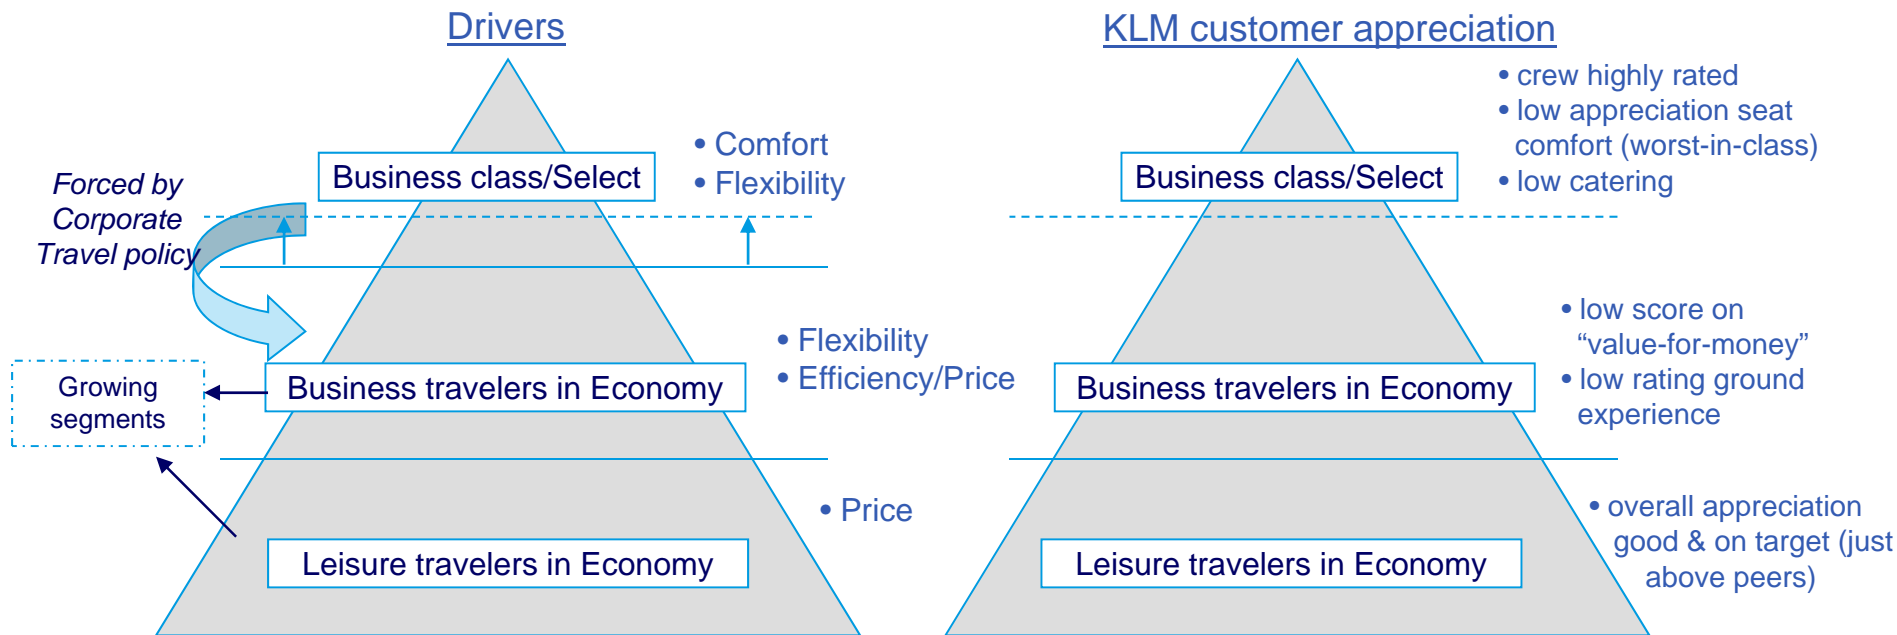 Drivers
Forced by
Corporate
Travel policy
Business class/Select
• Comfort
• Flexibility
Growing
segments
Business travelers in Economy
• Flexibility
• Efficiency/Price
Leisure travelers in Economy
• Price
KLM customer appreciation
Business class/Select
• crew highly rated
• low appreciation seat
comfort (worst-in-class)
• low catering
Business travelers in Economy
• low score on
“value-for-money”
• low rating ground
experience
Leisure travelers in Economy
• overall appreciation
good & on target (just
above peers)